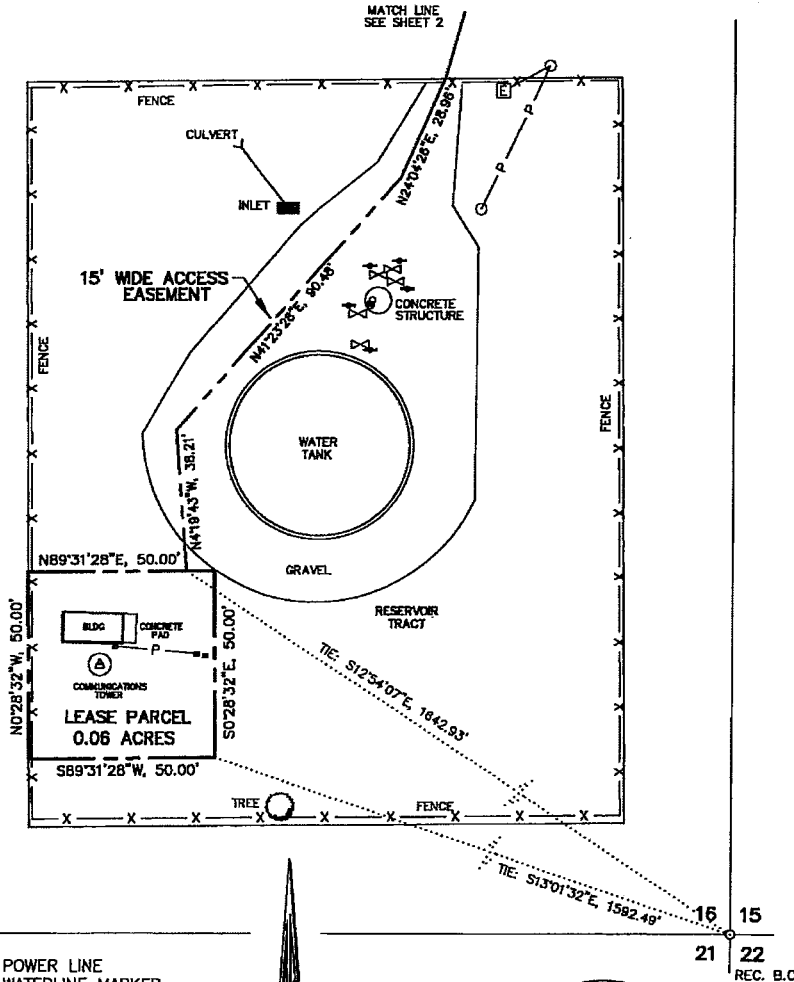 MATCH LINE
SEE SHEET 2
E
P
P
FENCE
CULVERT
N24°04'28"E, 28.96'
INLET
15' WIDE ACCESS
EASEMENT
N41°23'28"E, 90.48'
CONCRETE
STRUCTURE
FENCE
FENCE
WATER
TANK
N4°19'43"W, 38.21'
N89°31'28"E, 50.00'
GRAVEL
RESERVOIR
TRACT
N0°28'32"W, 50.00'
BLDG
CONCRETE
PAD
P
S0°28'32"E, 50.00'
COMMUNICATIONS
TOWER
LEASE PARCEL
0.06 ACRES
TIE: S12°54'07"E, 1642.93'
S89°31'28"W, 50.00'
TREE
FENCE
TIE: S13°01'32"E, 1592.49'
16 15
21 22
REC. B.C
POWER LINE
WATERLINE MARKER